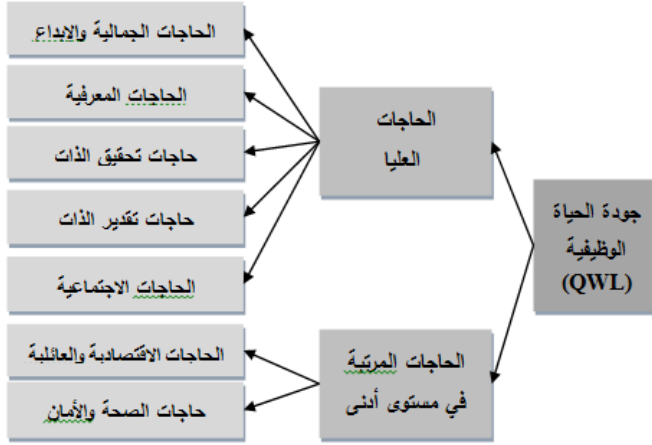 جودة الحياة
الوظيفية
(QWL)
الحاجات
العليا
الحاجات الجمالية والابداع
الحاجات المعرفية
حاجات تحقيق الذات
حاجات تقدير الذات
الحاجات الاجتماعية
الحاجات المرتبة
في مستوى أدنى
الحاجات الاقتصادية والعائلية
حاجات الصحة والأمان